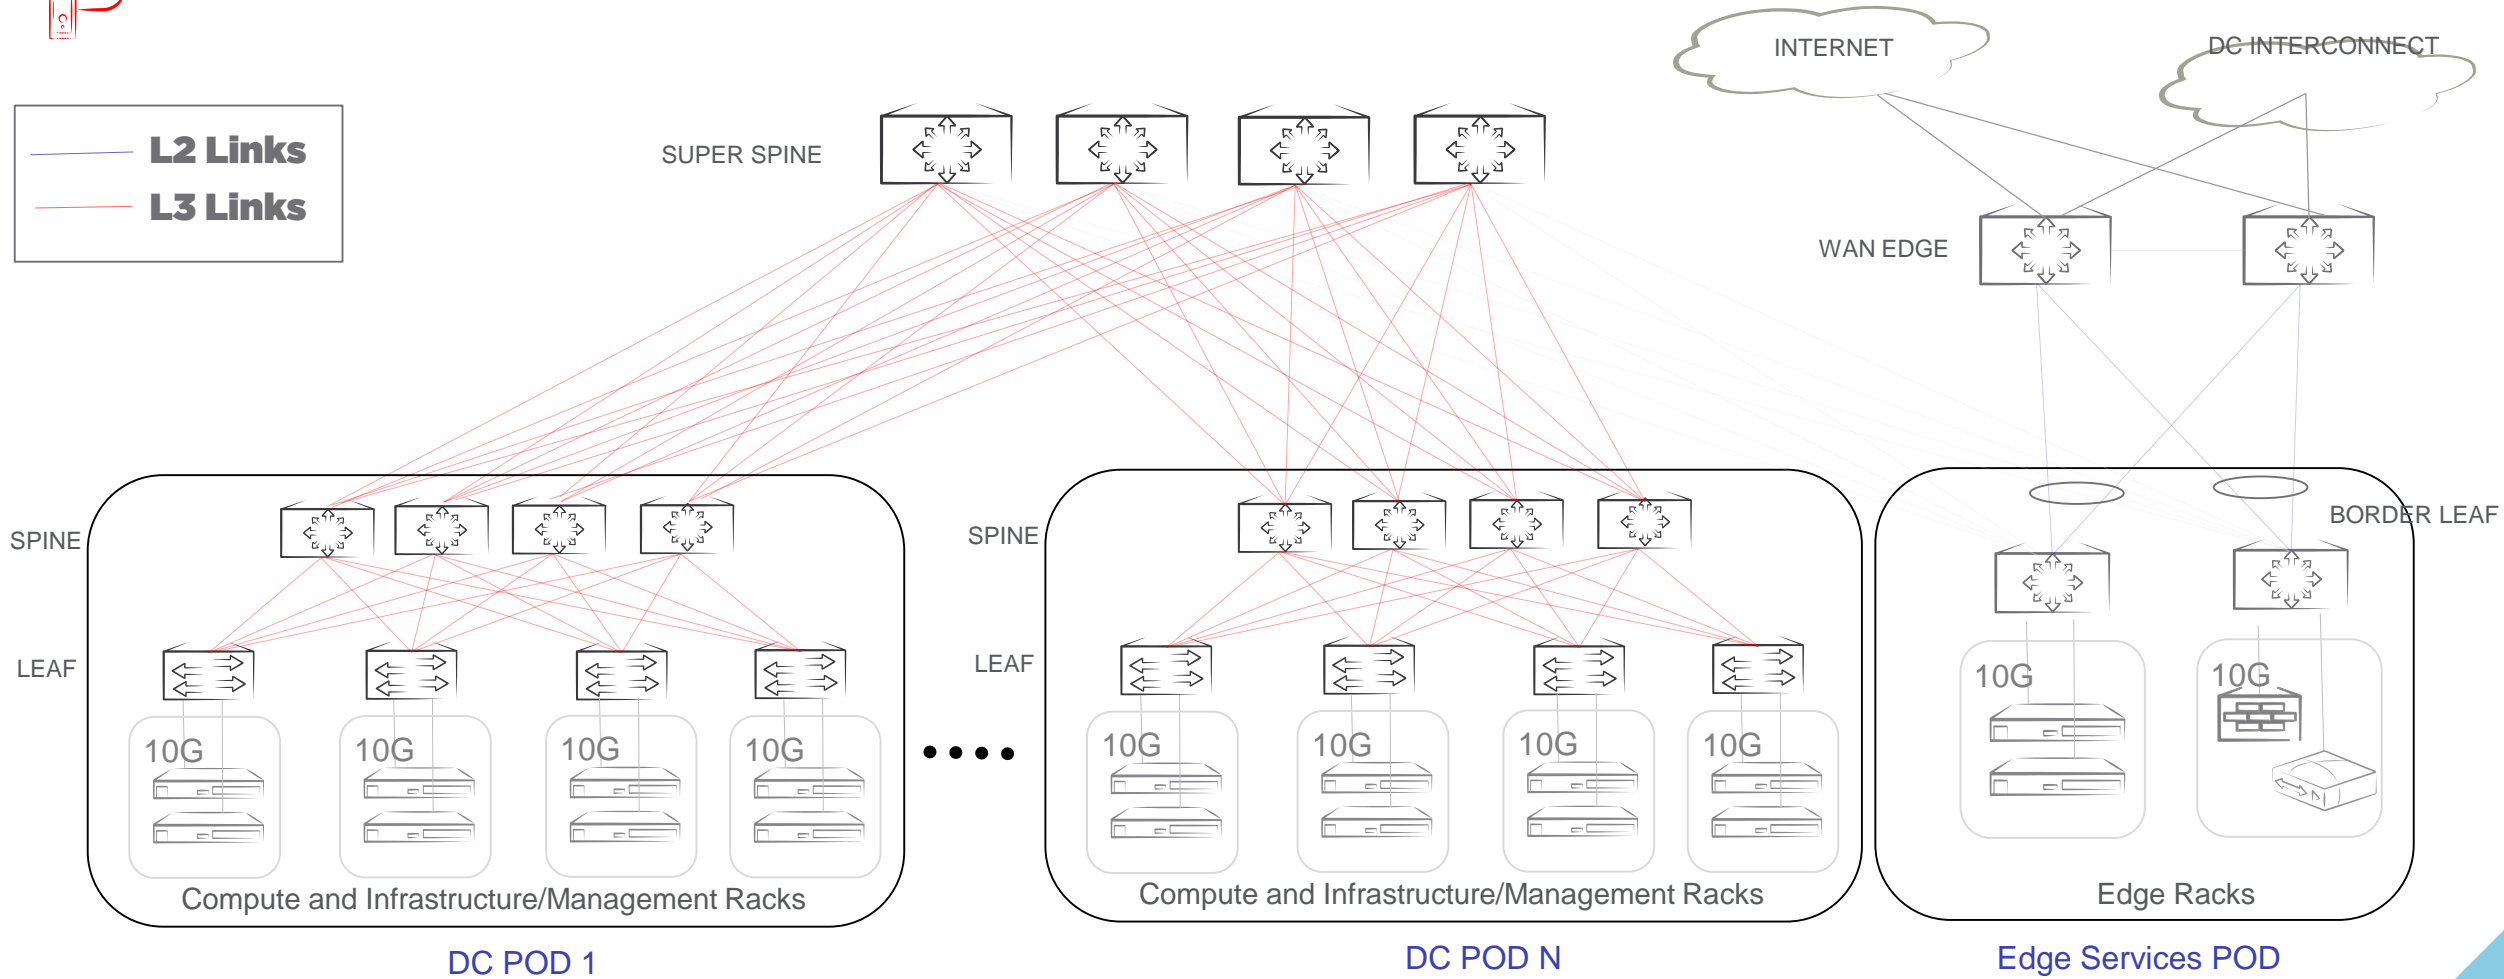 INTERNET
DC INTERCONNECT
L2 Links
L3 Links
SUPER SPINE
WAN EDGE
SPINE
SPINE
BORDER LEAF
LEAF
LEAF
10G
10G
10G
10G
10G
10G
10G
10G
10G
10G
Compute and Infrastructure/Management Racks
Compute and Infrastructure/Management Racks
Edge Racks
DC POD 1
DC POD N
Edge Services POD